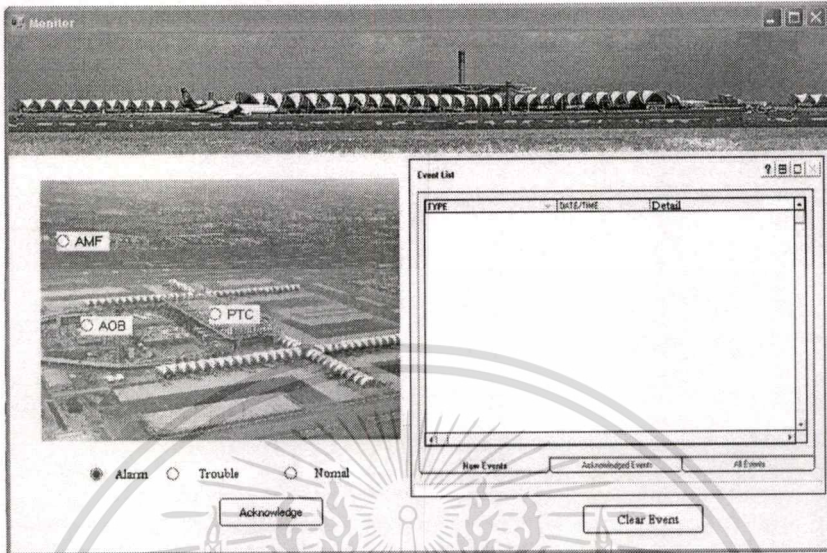 Monitor
Event List
TYPE DATE/TIME Detail
AMF
PTC
AOB
New Events Acknowledged Events All Events
Alarm Trouble Nomal
Acknowledge
Clear Event